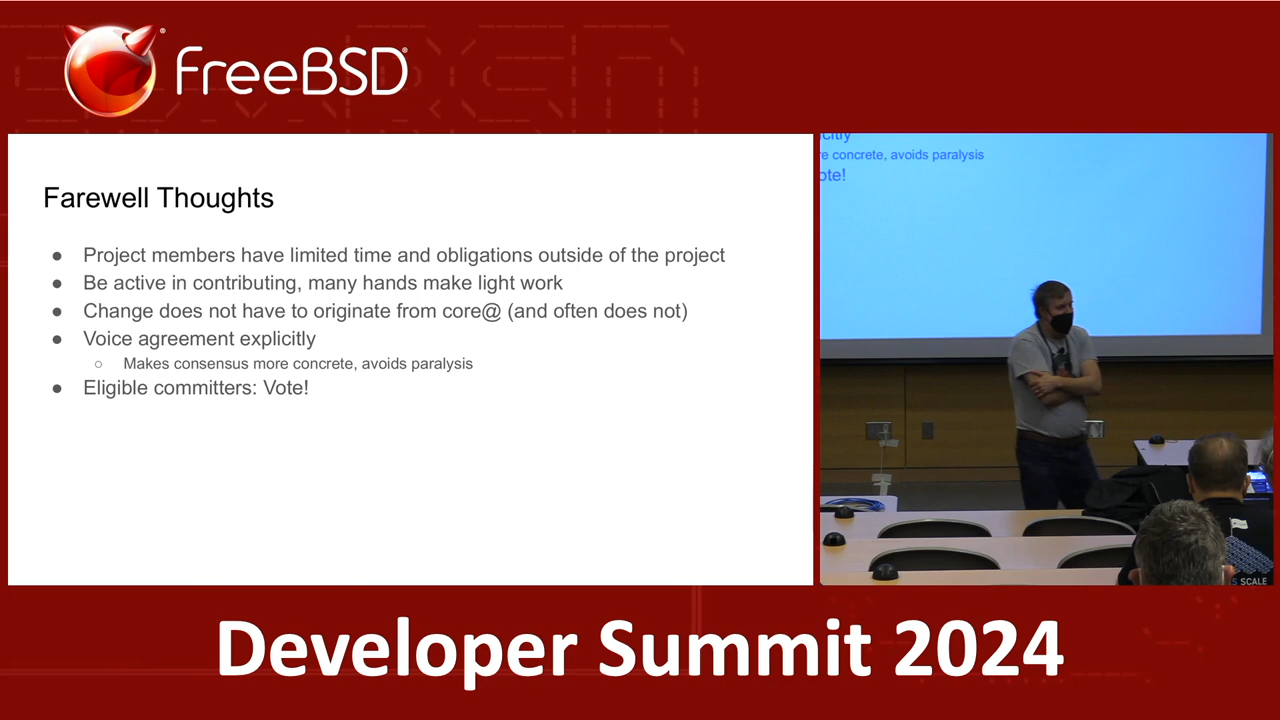 FreeBSD
Farewell Thoughts
● Project members have limited time and obligations outside of the project
● Be active in contributing, many hands make light work
● Change does not have to originate from core@ (and often does not)
● Voice agreement explicitly
○ Makes consensus more concrete, avoids paralysis
● Eligible committers: Vote!
concrete, avoids paralysis
SCALE
Developer Summit 2024